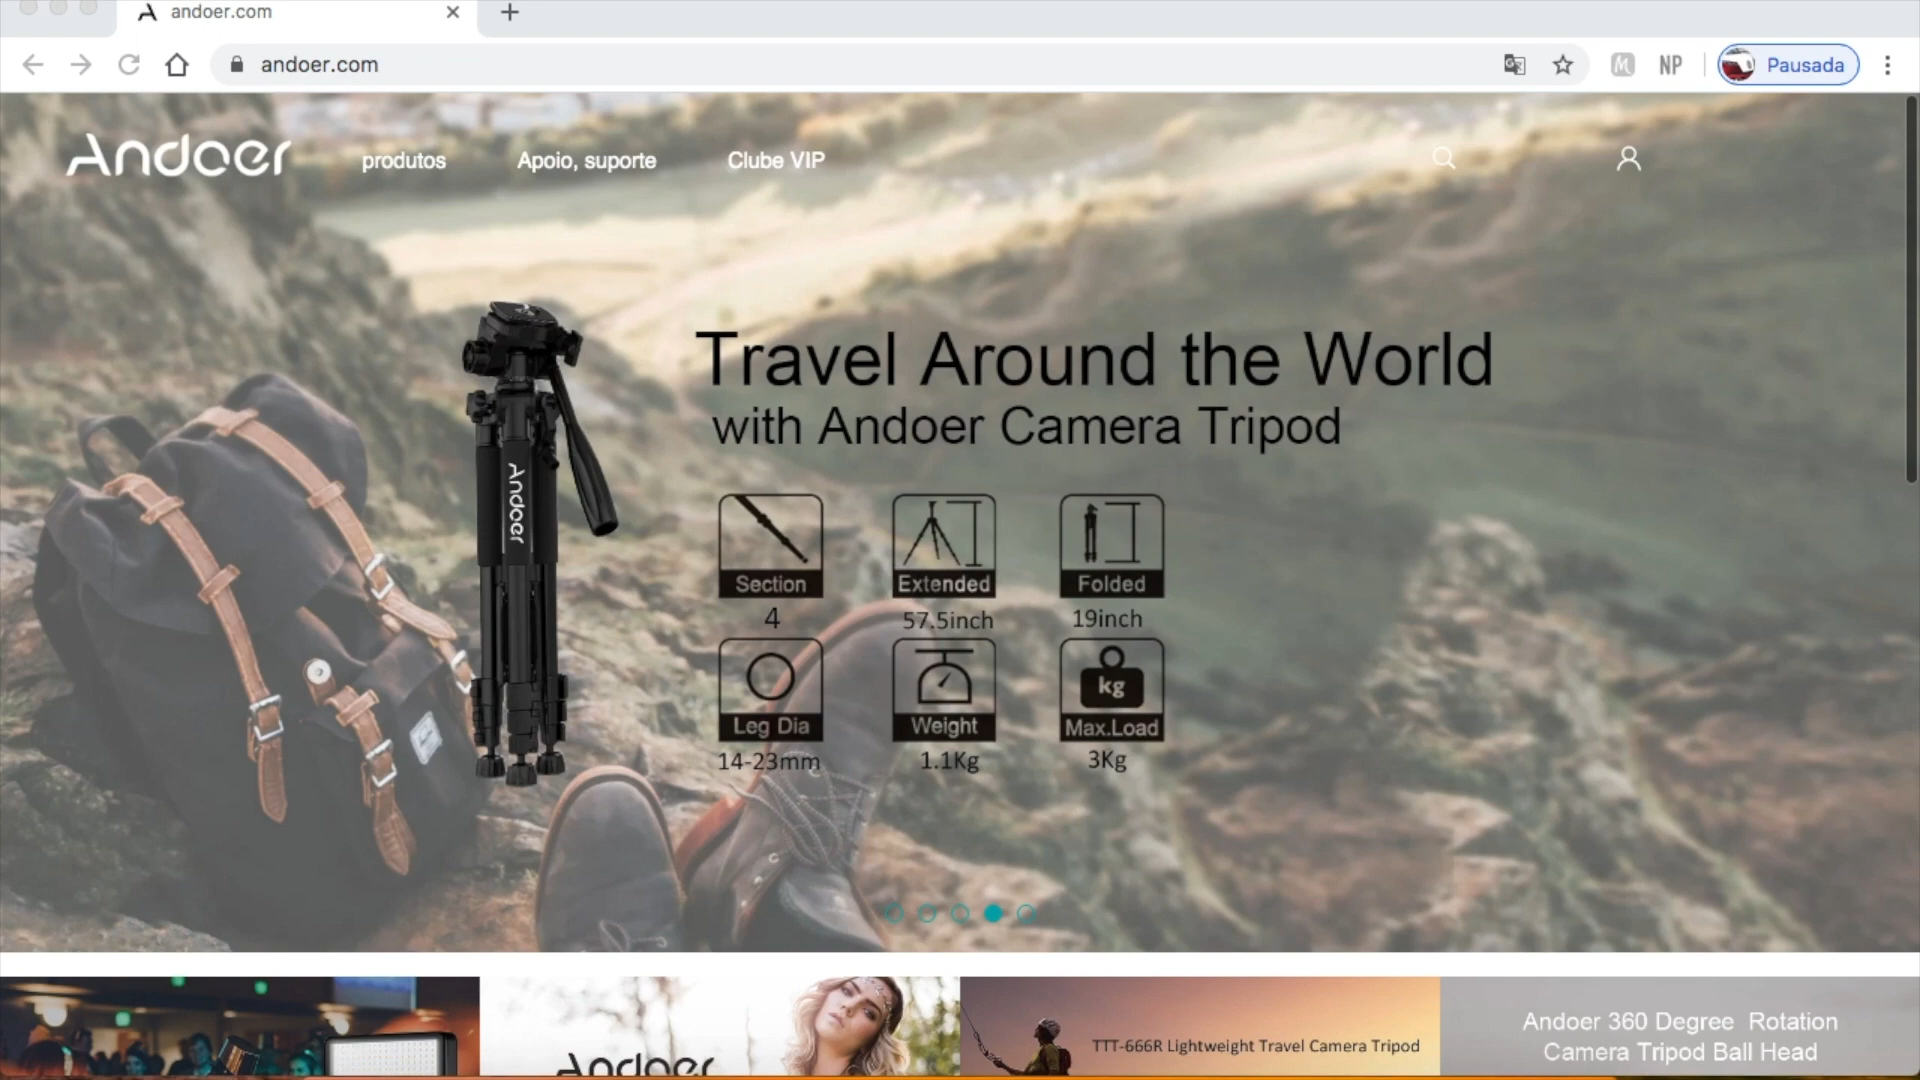 andoer.com
andoer.com
NP
Pausada
Andoer
produtos
Apoio, suporte
Clube VIP
Travel Around the World
with Andoer Camera Tripod
Andoer
Section
Extended
Folded
4
57.5inch
19inch
kg
Leg Dia
Weight
Max.Load
14-23mm
1.1Kg
3Kg
Andoer
TTT-666R Lightweight Travel Camera Tripod
Andoer 360 Degree Rotation
Camera Tripod Ball Head